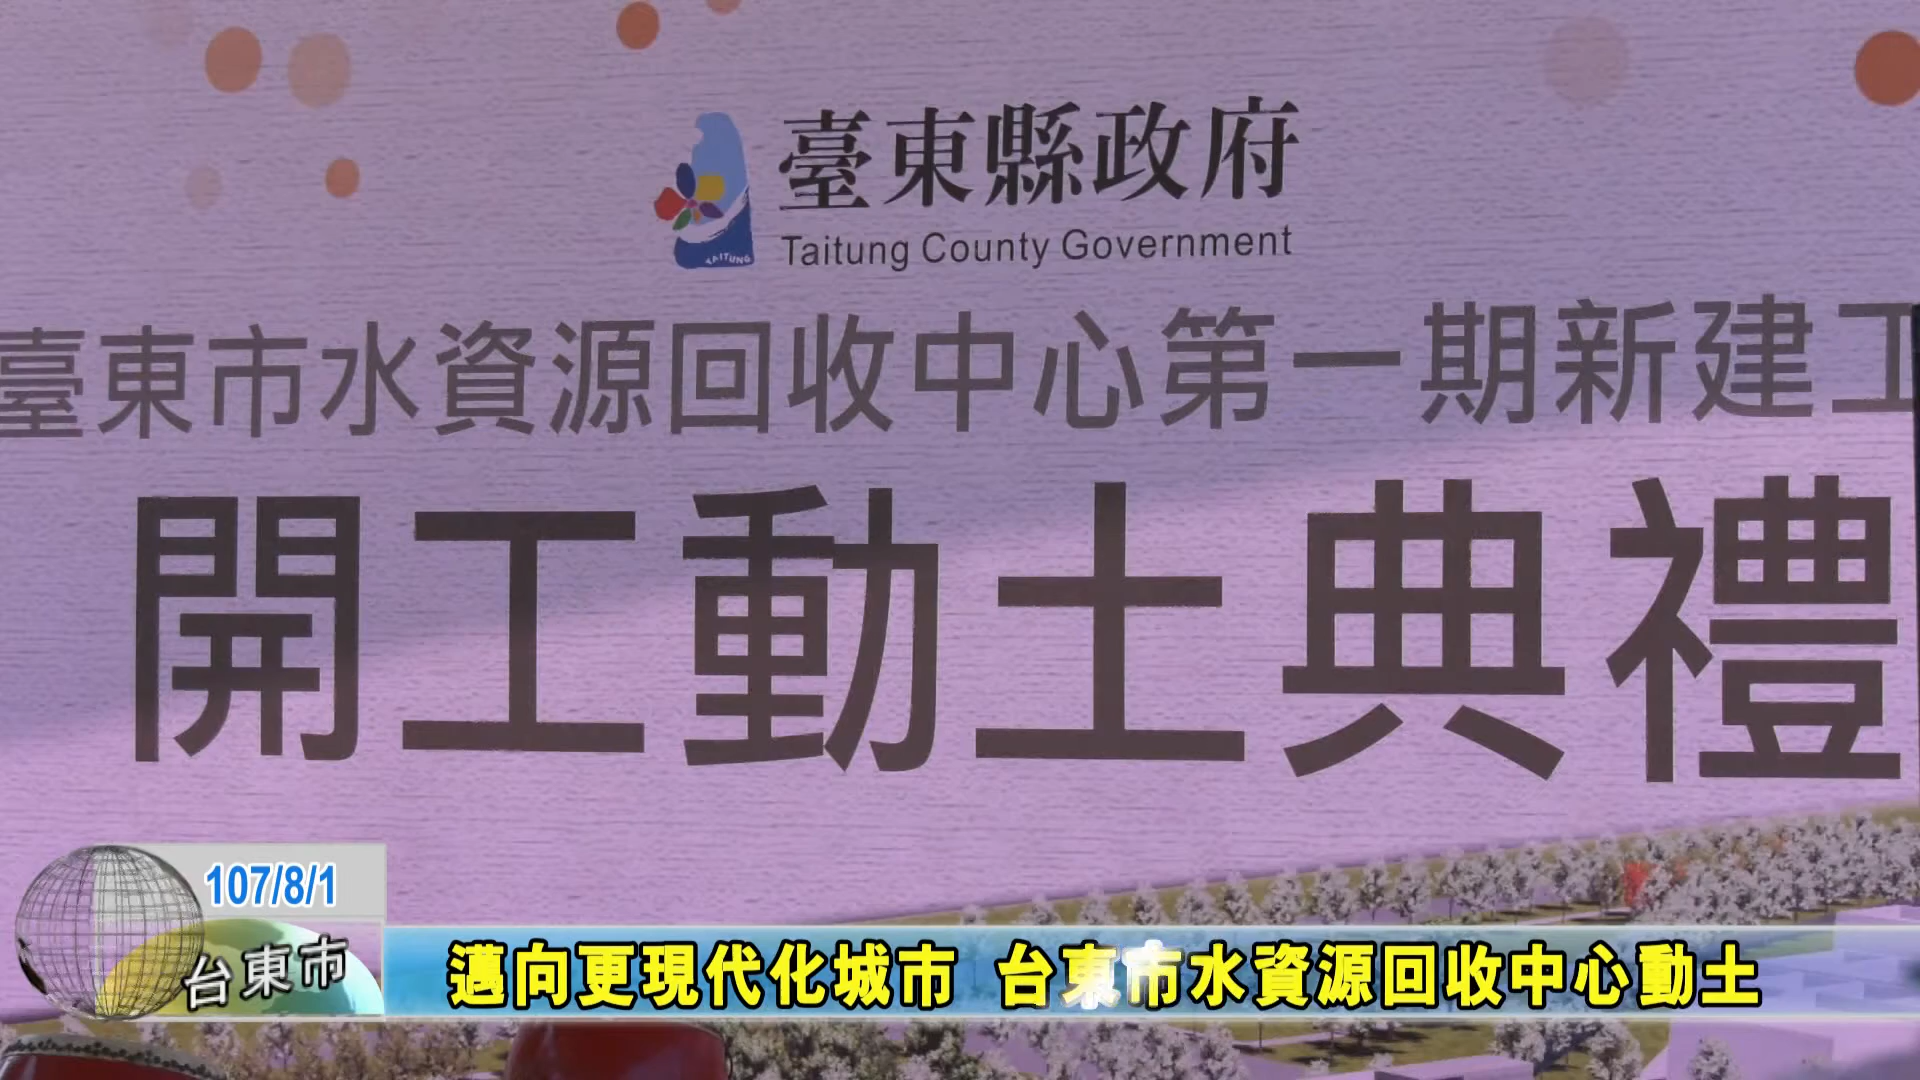 臺東縣政府
Taitung County Government
TAITUNG
臺東市水資源回收中心第一期新建工
開工動土典禮
107/8/1
台東市
邁向更現代化城市 台東市水資源回收中心動土